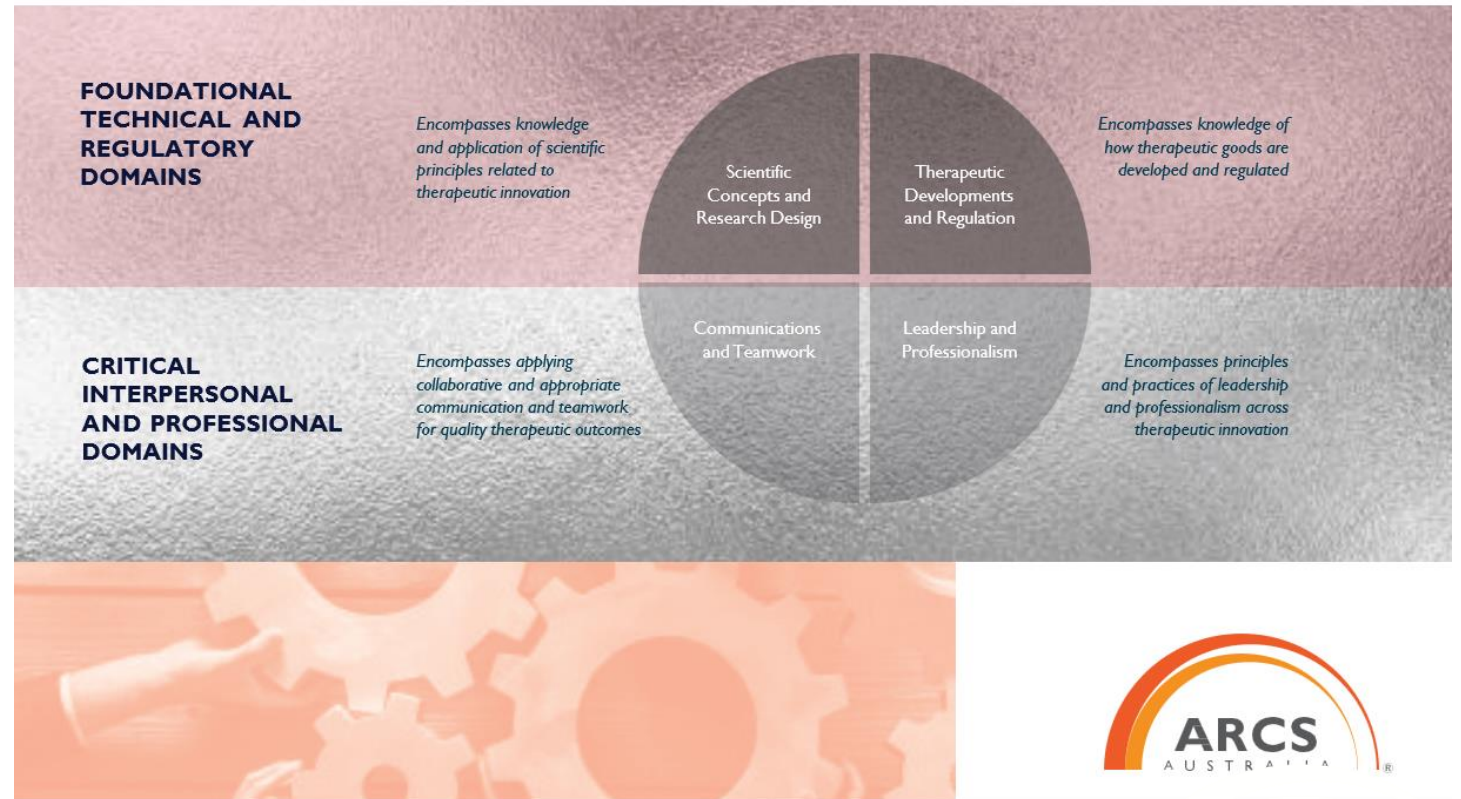 FOUNDATIONAL
TECHNICAL AND
REGULATORY
DOMAINS
Encompasses knowledge
and application of scientific
principles related to
therapeutic innovation
Scientific
Concepts and
Research Design
Therapeutic
Developments
and Regulation
Encompasses knowledge of
how therapeutic goods are
developed and regulated
CRITICAL
INTERPERSONAL
AND PROFESSIONAL
DOMAINS
Encompasses applying
collaborative and appropriate
communication and teamwork
for quality therapeutic outcomes
Communications
and Teamwork
Leadership and
Professionalism
Encompasses principles
and practices of leadership
and professionalism across
therapeutic innovation
ARCS
®